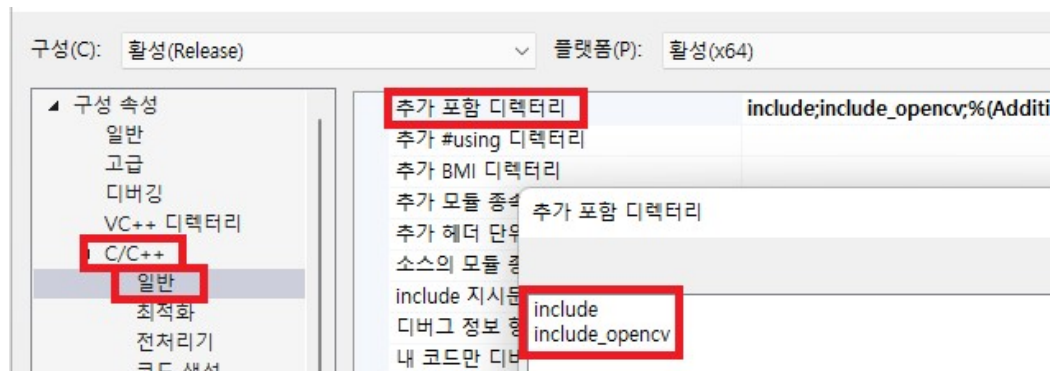 구성(C): 활성(Release) 플랫폼(P): 활성(x64)
구성 속성
일반
고급
디버깅
VC++ 디렉터리
C/C++
일반
최적화
전처리기
코드 생성
추가 포함 디렉터리 include;include_opencv;%(Additi
추가 #using 디렉터리
추가 BMI 디렉터리
추가 모듈 종속
추가 헤더 단위
소스의 모듈 종
include 지시문
디버그 정보 형
내 코드만 디버
추가 포함 디렉터리
include
include_opencv